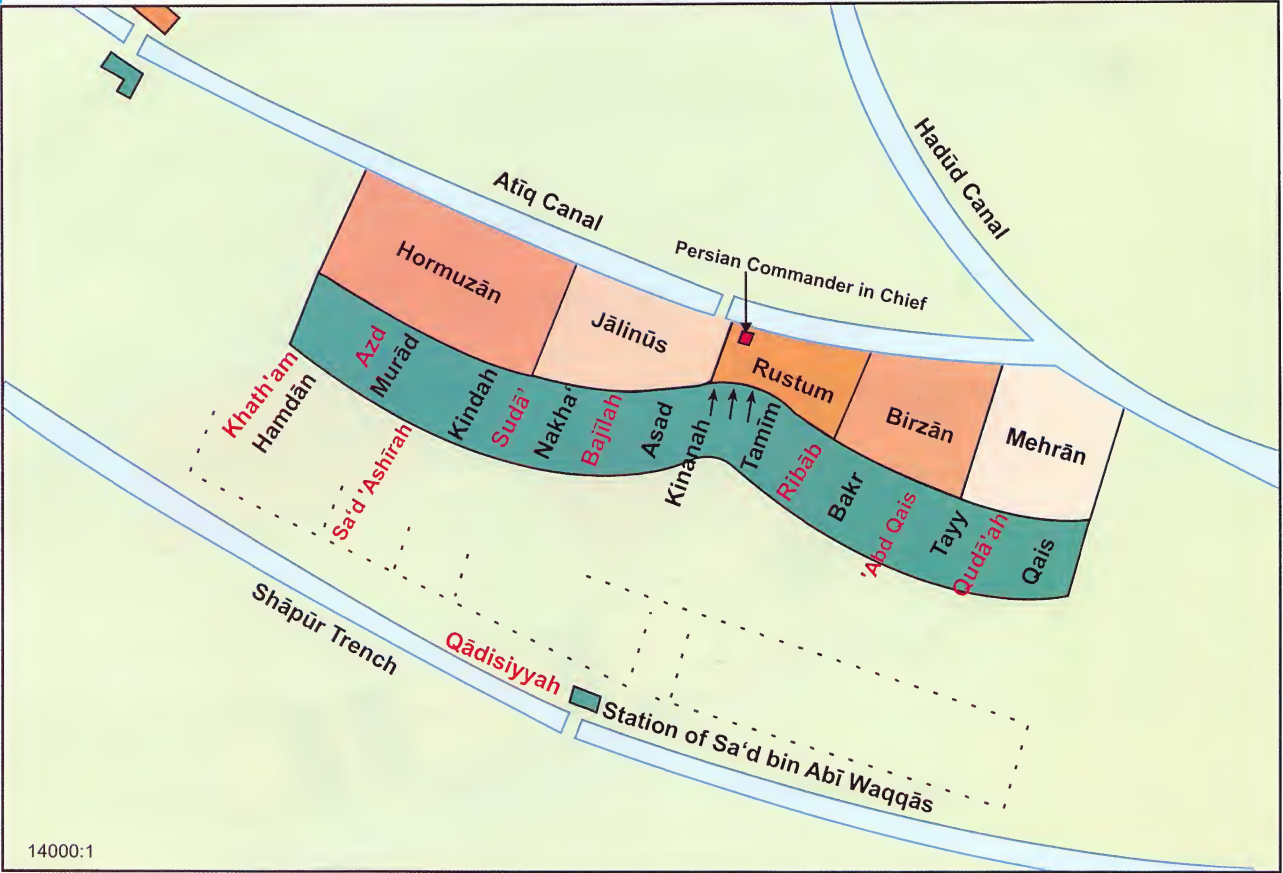 Hadūd Canal
Atīq Canal
Persian Commander in Chief
Hormuzān
Jālinūs
Rustum
Birzān
Mehrān
Khath'am
Hamdān
Azd
Murād
Sa‘d 'Ashīrah
Kindah
Sudā’
Nakha‘
Bajīlah
Asad
Kinanah
Tamim
Ribāb
Bakr
'Abd Qais
Tayy
Qudā'ah
Qais
Shāpūr Trench
Qādisiyyah
Station of Sa‘d bin Abī Waqqās
14000:1